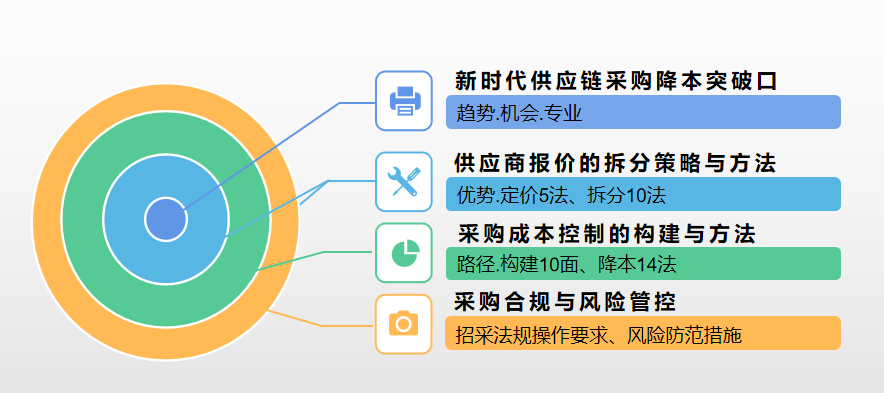 新时代供应链采购降本突破口
趋势.机会.专业
供应商报价的拆分策略与方法
优势.定价5法、拆分10法
采购成本控制的构建与方法
路径.构建10面、降本14法
采购合规与风险管控
招采法规操作要求、风险防范措施